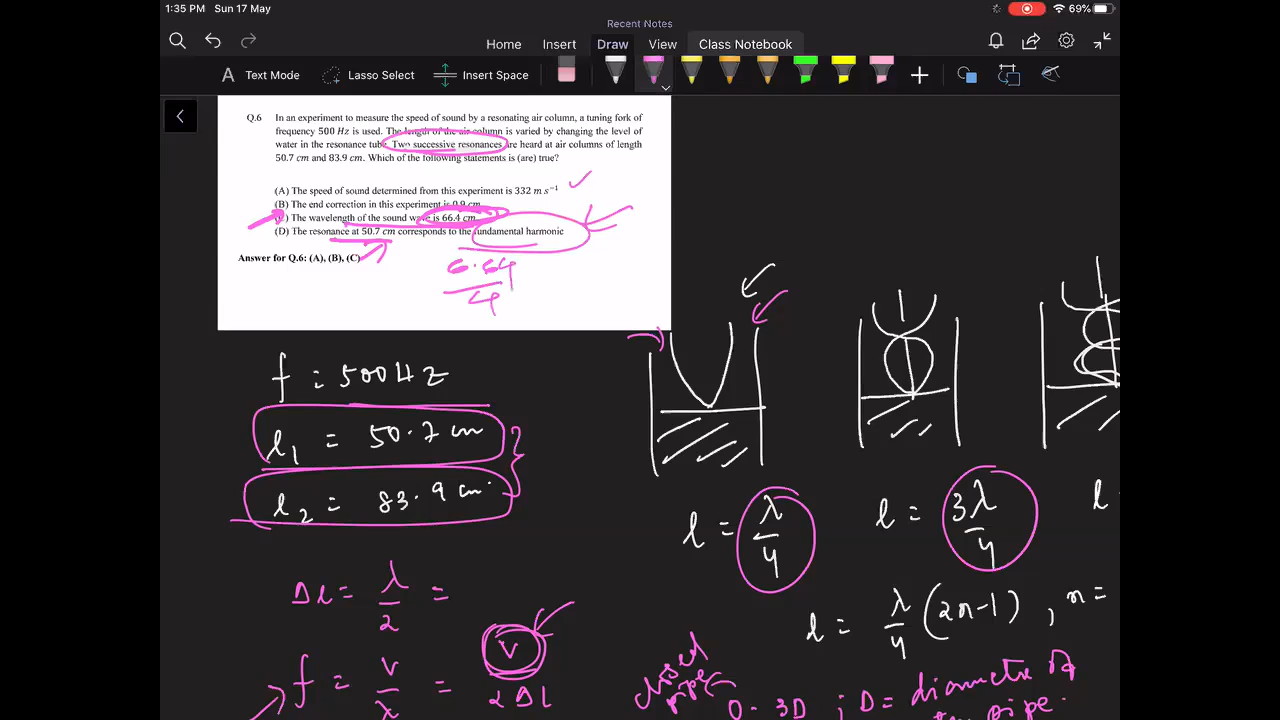 1:35 PM Sun 17 May
69%
Recent Notes
Home Insert Draw View Class Notebook
Text Mode Lasso Select Insert Space
Q.6 In an experiment to measure the speed of sound by a resonating air column, a tuning fork of
frequency 500 Hz is used. The length of the air column is varied by changing the level of
water in the resonance tube. Two successive resonances are heard at air columns of length
50.7 cm and 83.9 cm. Which of the following statements is (are) true?
(A) The speed of sound determined from this experiment is 332 m s⁻¹
(B) The end correction in this experiment is 0.9 cm
) The wavelength of the sound wave is 66.4 cm
(D) The resonance at 50.7 cm corresponds to the fundamental harmonic
Answer for Q.6: (A), (B), (C)
6.64/4
f = 500 Hz
l₁ = 50.7 cm
l₂ = 83.9 cm
l = λ/4
l = 3λ/4
l
Δl = λ/2 =
l = λ/4 (2n-1), n =
f = v/λ = v/2Δl
closed pipe
0.3D ; D = diameter of
pipe.